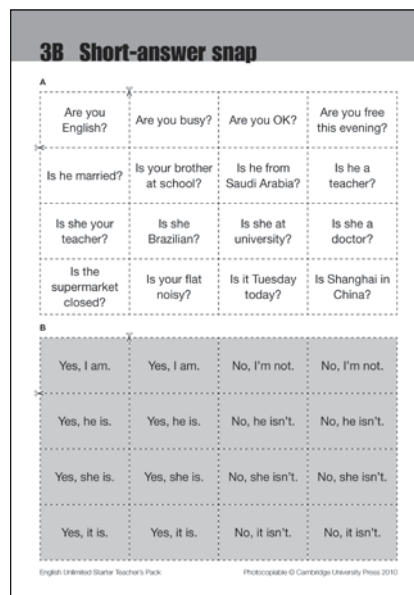 3B Short-answer snap
A
Are you
English?
Are you busy?
Are you OK?
Are you free
this evening?
Is he married?
Is your brother
at school?
Is he from
Saudi Arabia?
Is he a
teacher?
Is she your
teacher?
Is she
Brazilian?
Is she at
university?
Is she a
doctor?
Is the
supermarket
closed?
Is your flat
noisy?
Is it Tuesday
today?
Is Shanghai in
China?
B
Yes, I am.
Yes, I am.
No, I'm not.
No, I'm not.
Yes, he is.
Yes, he is.
No, he isn't.
No, he isn't.
Yes, she is.
Yes, she is.
No, she isn't.
No, she isn't.
Yes, it is.
Yes, it is.
No, it isn't.
No, it isn't.
English Unlimited Starter Teacher's Pack
Photocopiable © Cambridge University Press 2010